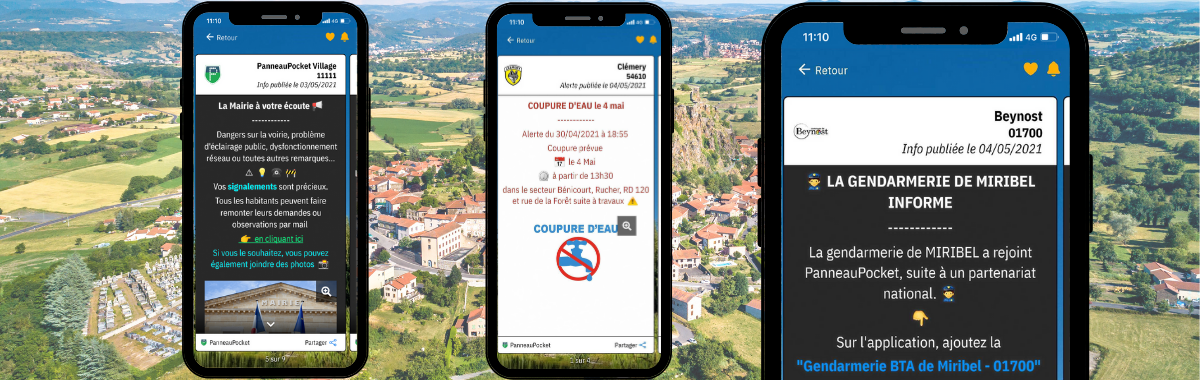 11:10
4G
Retour
PanneauPocket Village
11111
Info publiée le 03/05/2021
La Mairie à votre écoute
------------
Dangers sur la voirie, problème
d'éclairage public, dysfonctionnement
réseau ou toutes autres remarques...
Vos signalements sont précieux.
Tous les habitants peuvent faire
remonter leurs demandes ou
observations par mail
en cliquant ici
Si vous le souhaitez, vous pouvez
également joindre des photos
MAIRIE
PanneauPocket
Partager
5 sur 9
11:10
4G
Retour
Clémery
54610
Alerte publiée le 04/05/2021
COUPURE D'EAU le 4 mai
------------
Alerte du 30/04/2021 à 18:55
Coupure prévue
le 4 Mai
à partir de 13h30
dans le secteur Bénicourt, Rucher, RD 120
et rue de la Forêt suite à travaux
COUPURE D'EAU
PanneauPocket
Partager
11:10
4G
Retour
Beynost
Beynost
01700
Info publiée le 04/05/2021
LA GENDARMERIE DE MIRIBEL
INFORME
------------
La gendarmerie de MIRIBEL a rejoint
PanneauPocket, suite à un partenariat
national.
Sur l'application, ajoutez la
"Gendarmerie BTA de Miribel - 01700"